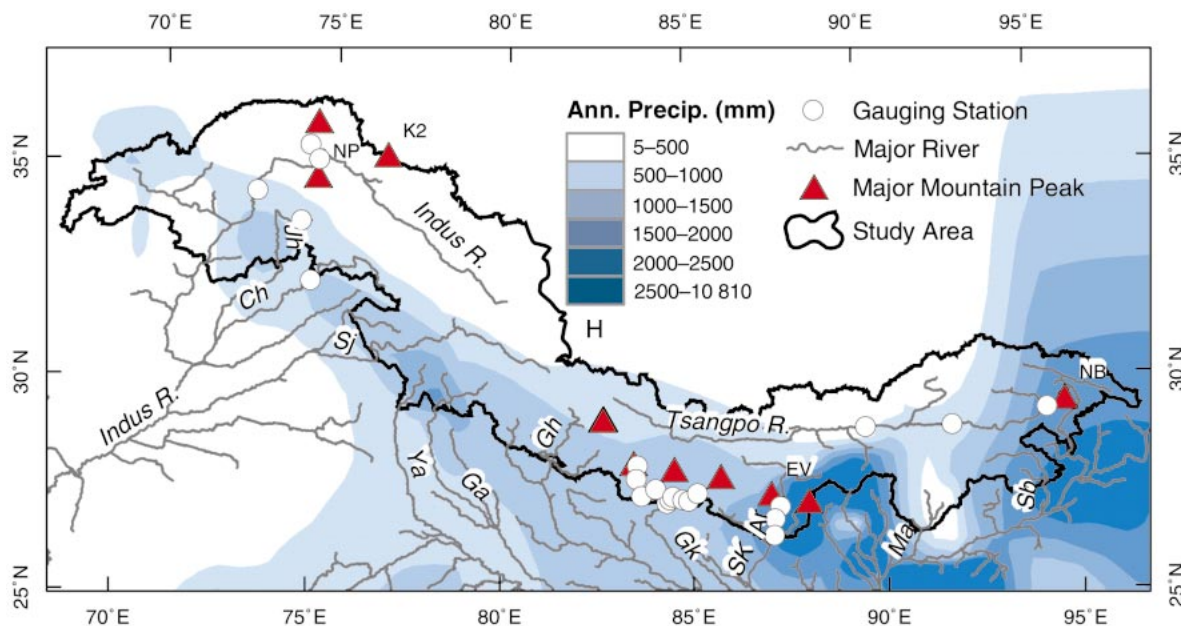 70°E 75°E 80°E 85°E 90°E 95°E
Ann. Precip. (mm)
5–500
500–1000
1000–1500
1500–2000
2000–2500
2500–10 810
Gauging Station
Major River
Major Mountain Peak
Study Area
35°N
35°N
K2
NP
Indus R.
Jh
Ch
H
Sj
30°N
30°N
NB
Indus R.
Tsangpo R.
Gh
Ya
Ga
EV
Sb
Gk
SK
Ma
25°N
25°N
70°E 75°E 80°E 85°E 90°E 95°E